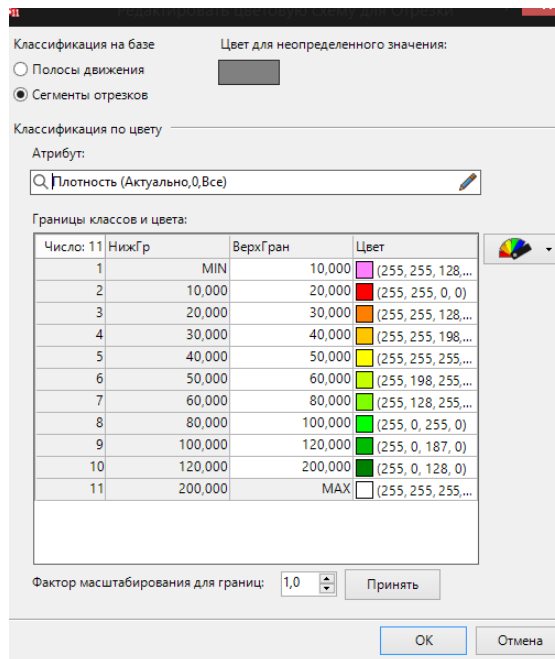 Редактировать цветовую схему для Отрезки
Классификация на базе
Цвет для неопределенного значения:
Полосы движения
Сегменты отрезков
Классификация по цвету
Атрибут:
Плотность (Актуально,0,Все)
Границы классов и цвета:
Число: 11 НижГр ВерхГран Цвет
1 MIN 10,000 (255, 255, 128,...
2 10,000 20,000 (255, 255, 0, 0)
3 20,000 30,000 (255, 255, 128,...
4 30,000 40,000 (255, 255, 198,...
5 40,000 50,000 (255, 255, 255,...
6 50,000 60,000 (255, 198, 255,...
7 60,000 80,000 (255, 128, 255,...
8 80,000 100,000 (255, 0, 255, 0)
9 100,000 120,000 (255, 0, 187, 0)
10 120,000 200,000 (255, 0, 128, 0)
11 200,000 MAX (255, 255, 255,...
Фактор масштабирования для границ: 1,0 Принять
OK Отмена